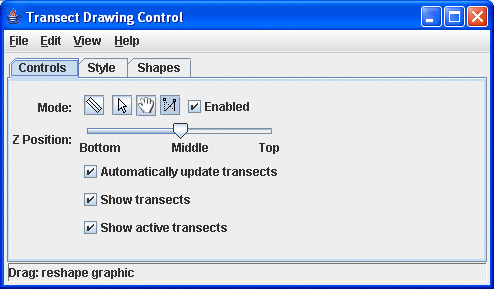 Transect Drawing Control
File Edit View Help
Controls Style Shapes
Mode: Enabled
Z Position:
Bottom Middle Top
Automatically update transects
Show transects
Show active transects
Drag: reshape graphic